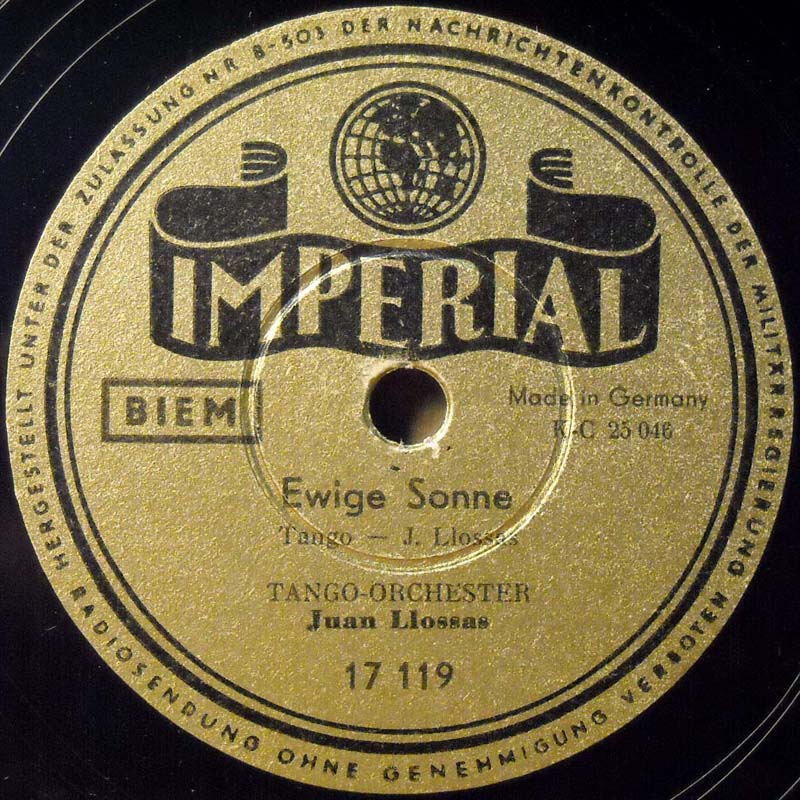 HERGESTELLT UNTER DER ZULASSUNG NR B-503 DER NACHRICHTENKONTROLLE DER MILITÄRREGIERUNG
RADIOSENDUNG OHNE GENEHMIGUNG VERBOTEN
IMPERIAL
BIEM
Made in Germany
K-C 25 046
Ewige Sonne
Tango — J. Llossas
TANGO-ORCHESTER
Juan Llossas
17 119